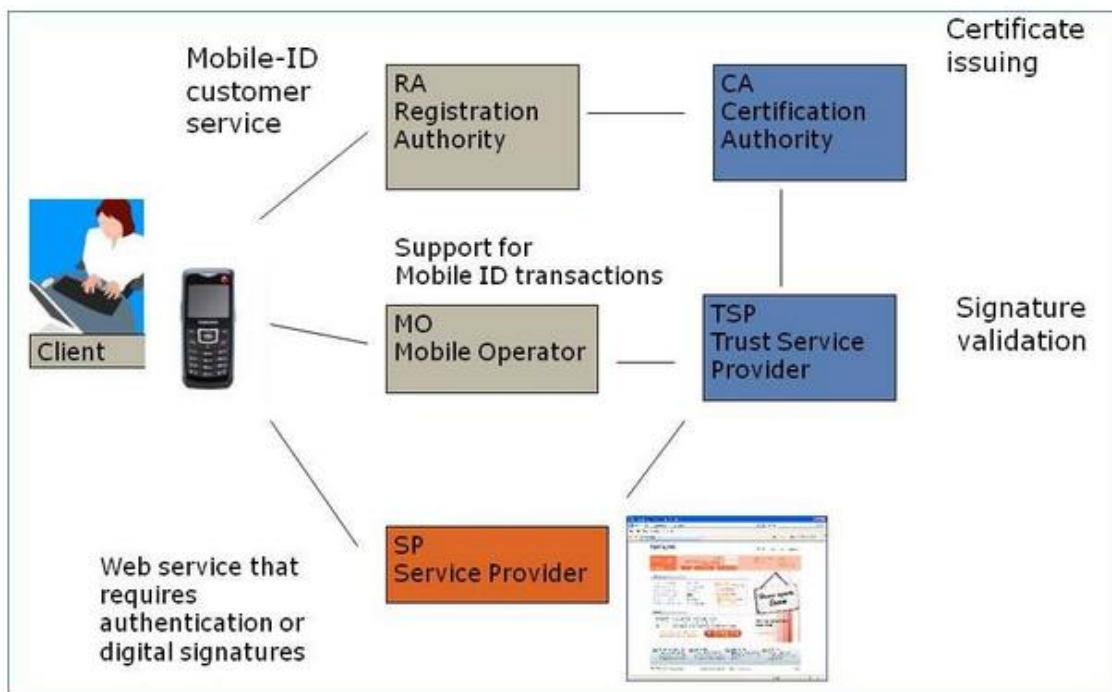 Certificate
issuing
Mobile-ID
customer
service
RA
Registration
Authority
CA
Certification
Authority
Support for
Mobile ID transactions
Client
MO
Mobile Operator
TSP
Trust Service
Provider
Signature
validation
SP
Service Provider
Web service that
requires
authentication or
digital signatures